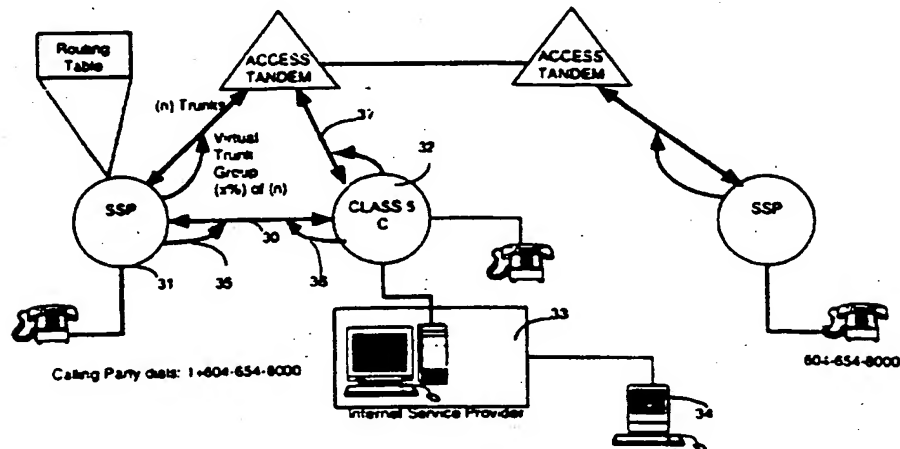 Routing
Table
ACCESS
TANDEM
ACCESS
TANDEM
(n) Trunks
Virtual
Trunk
Group
(x%) of (n)
37
32
SSP
CLASS 5
C
SSP
30
31
35
38
33
Calling Party dials: 1+604-654-8000
604-654-8000
Internet Service Provider
34